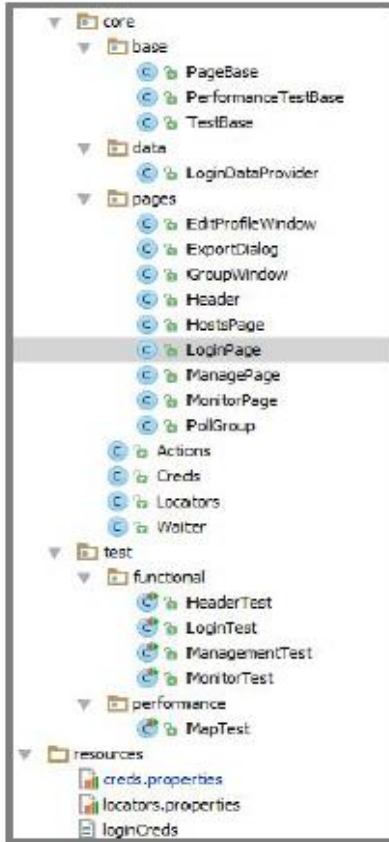 core
base
PageBase
PerformanceTestBase
TestBase
data
LoginDataProvider
pages
EditProfileWindow
ExportDialog
GroupWindow
Header
HostsPage
LoginPage
ManagePage
MonitorPage
PollGroup
Actions
Creds
Locators
Waiter
test
functional
HeaderTest
LoginTest
ManagementTest
MonitorTest
performance
MapTest
resources
creds.properties
locators.properties
loginCreds